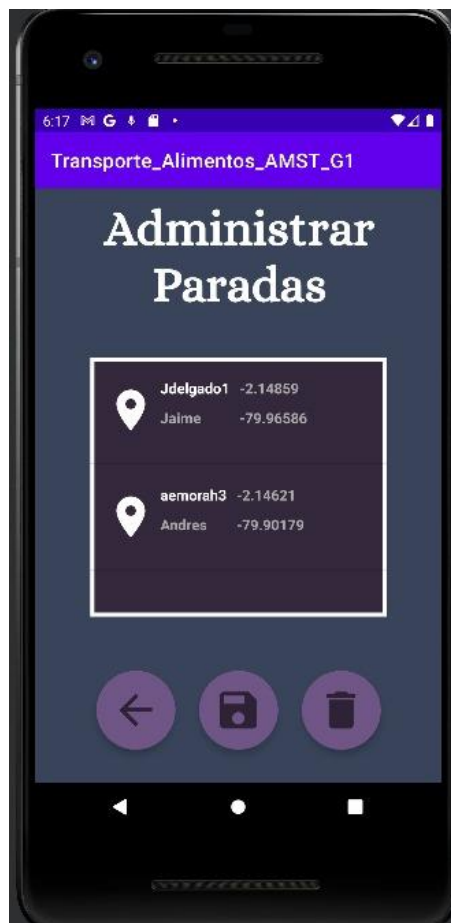 6:17
Transporte_Alimentos_AMST_G1
Administrar
Paradas
Jdelgado1 -2.14859
Jaime -79.96586
aemorah3 -2.14621
Andres -79.90179